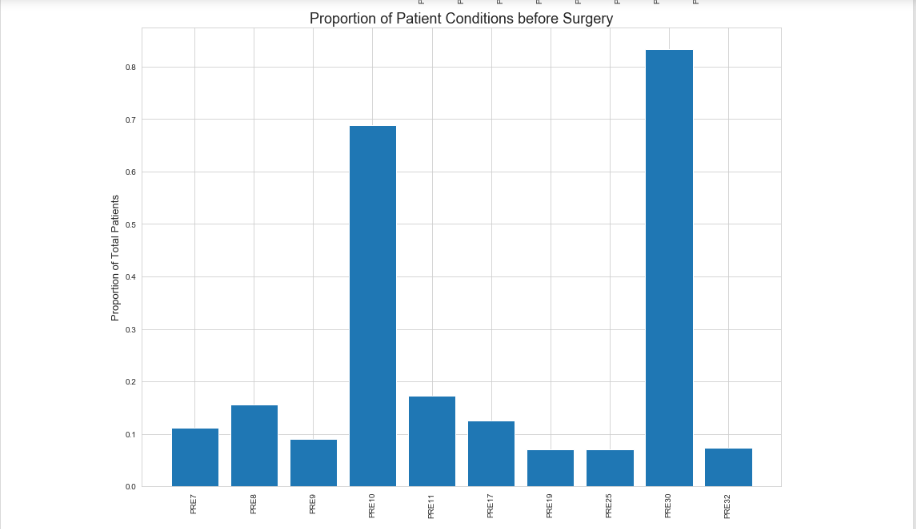 Proportion of Patient Conditions before Surgery
Proportion of Total Patients
0.8
0.7
0.6
0.5
0.4
0.3
0.2
0.1
0.0
PRE7
PRE8
PRE9
PRE10
PRE11
PRE17
PRE19
PRE25
PRE30
PRE32